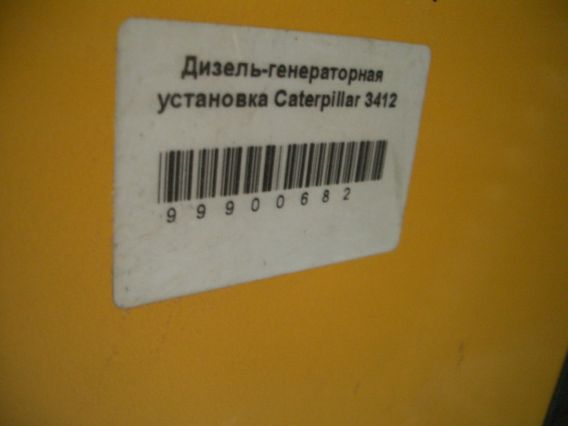 Дизель-генераторная
установка Caterpillar 3412
99900682